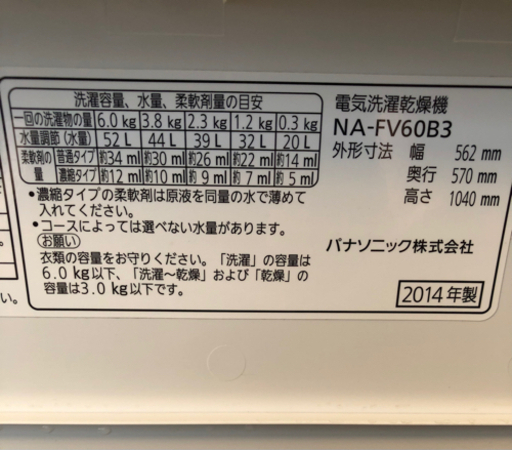 洗濯容量、水量、柔軟剤量の目安
一回の洗濯物の量 6.0 kg 3.8 kg 2.3 kg 1.2 kg 0.3 kg
水量調節（水量） 52 L 44 L 39 L 32 L 20 L
柔軟剤の量 普通タイプ 約34 ml 約30 ml 約26 ml 約22 ml 約14 ml
濃縮タイプ 約12 ml 約10 ml 約9 ml 約7 ml 約5 ml
・濃縮タイプの柔軟剤は原液を同量の水で薄めて
入れてください。
・コースによっては選べない水量があります。
お願い
衣類の容量をお守りください。「洗濯」の容量は
6.0 kg以下、「洗濯～乾燥」および「乾燥」の
容量は3.0 kg以下です。
電気洗濯乾燥機
NA-FV60B3
外形寸法 幅 562 mm
奥行 570 mm
高さ 1040 mm
パナソニック株式会社
2014年製
い。